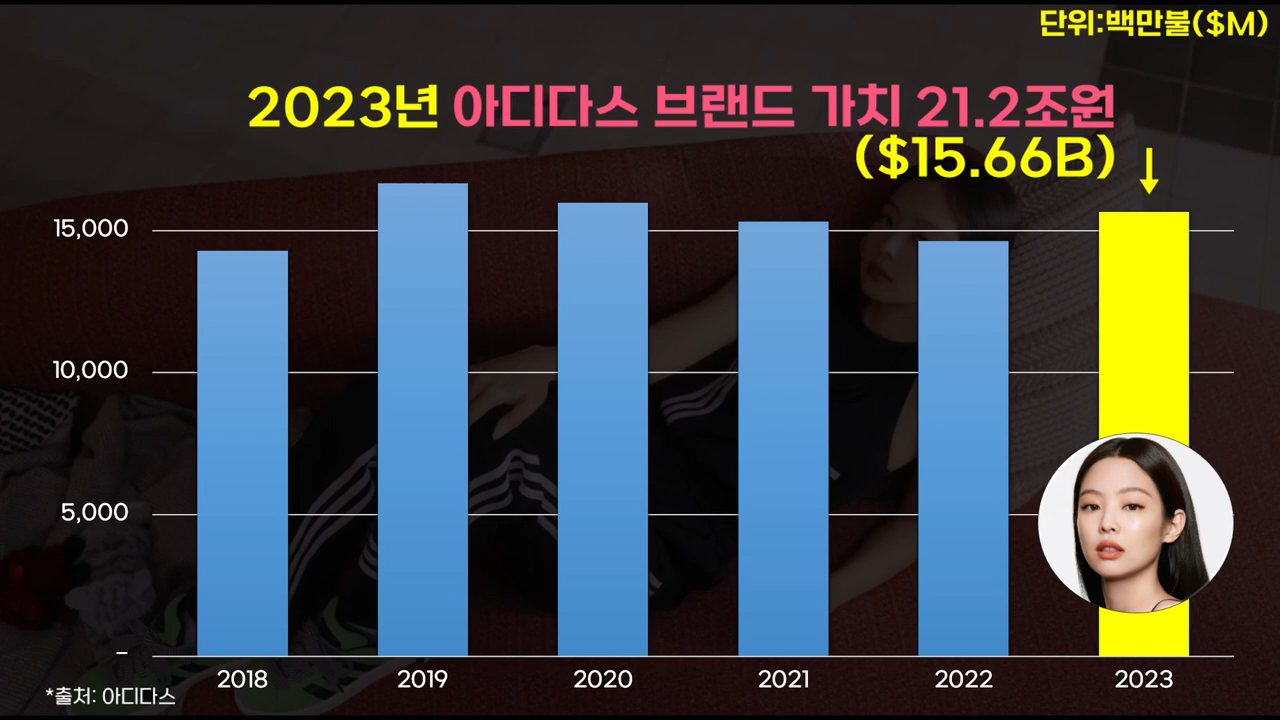 단위:백만불($M)
2023년 아디다스 브랜드 가치 21.2조원
($15.66B) ↓
15,000
10,000
5,000
–
2018 2019 2020 2021 2022 2023
*출처: 아디다스